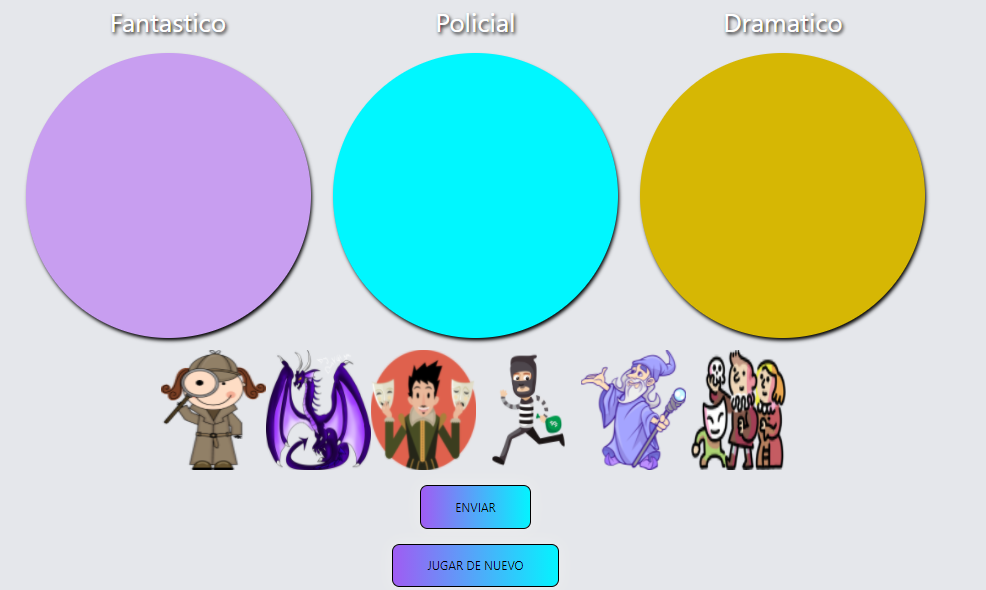 Fantastico
Policial
Dramatico
ENVIAR
JUGAR DE NUEVO